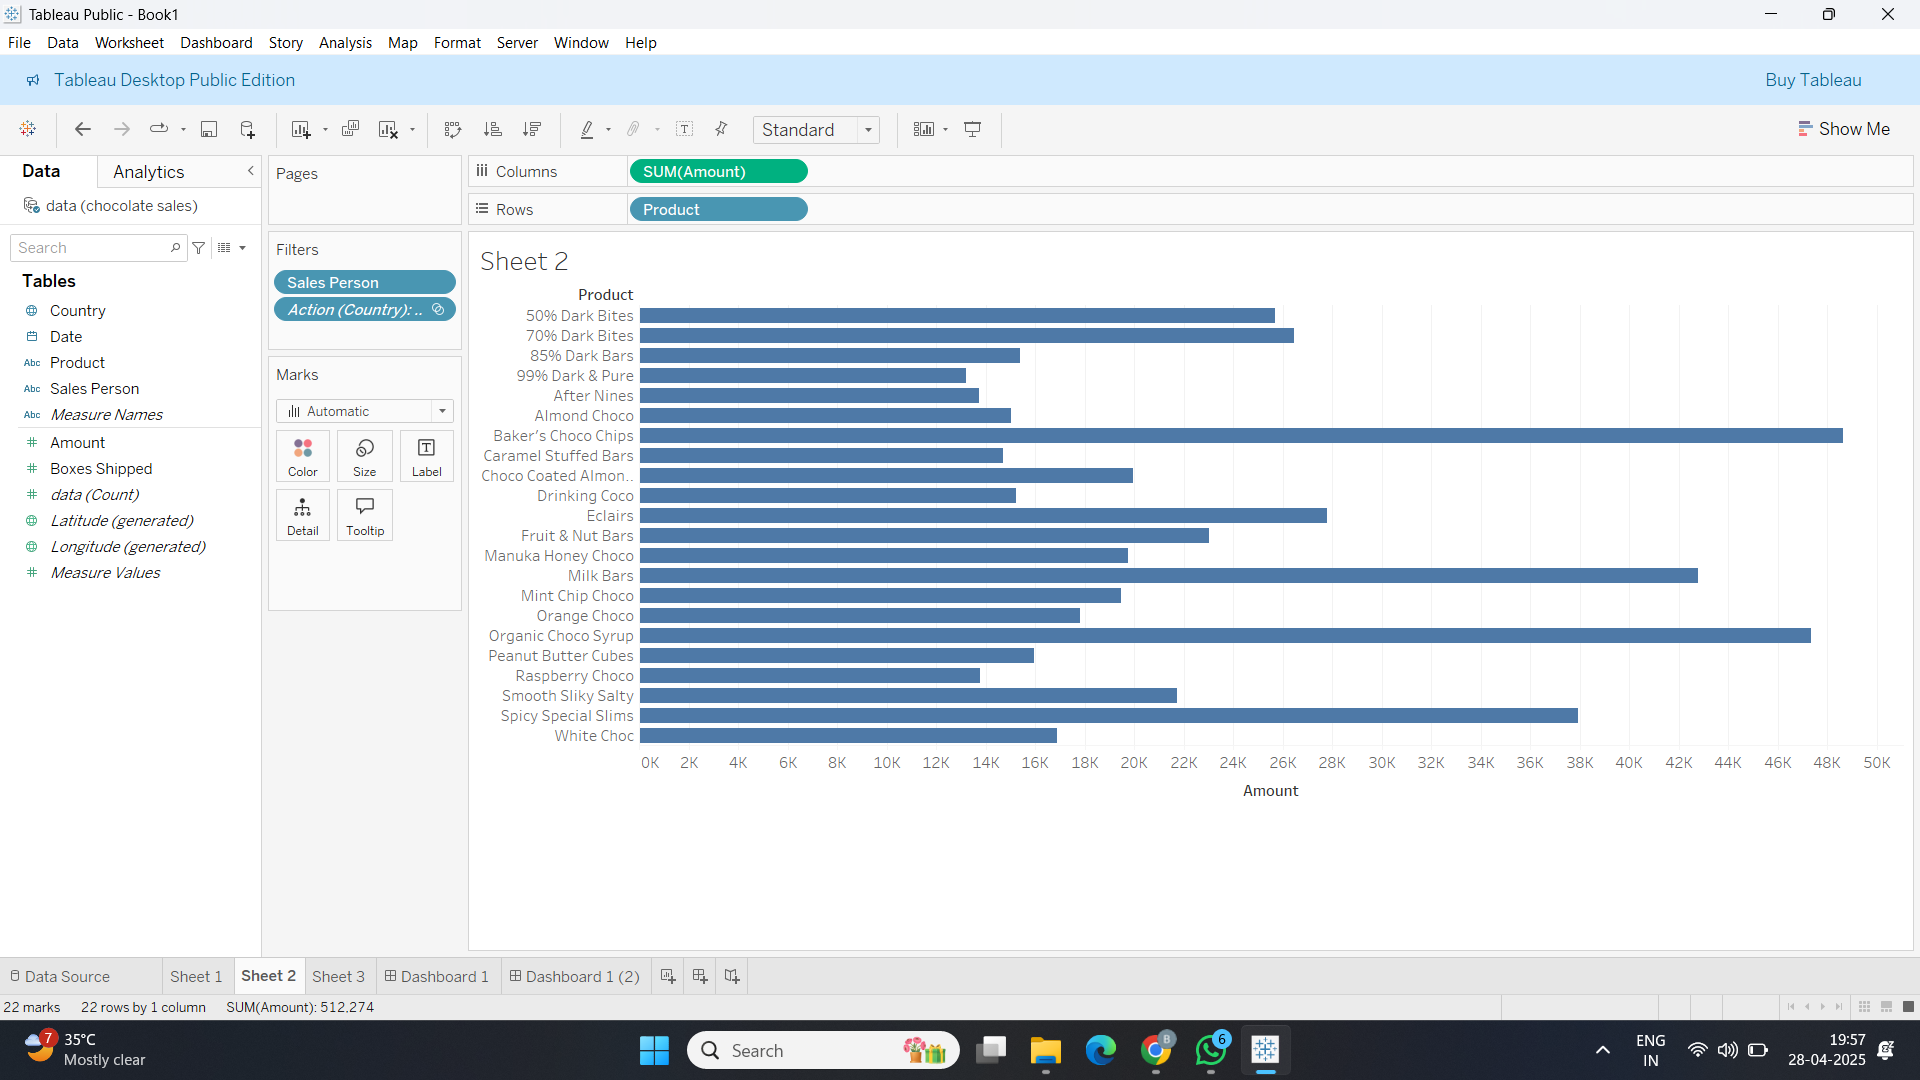 Tableau Public - Book1
File Data Worksheet Dashboard Story Analysis Map Format Server Window Help
Tableau Desktop Public Edition Buy Tableau
Standard Show Me
Data Analytics
data (chocolate sales)
Search
Tables
Country
Date
Abc Product
Abc Sales Person
Abc Measure Names
Amount
Boxes Shipped
data (Count)
Latitude (generated)
Longitude (generated)
Measure Values
Pages
Filters
Sales Person
Action (Country): ..
Marks
Automatic
Color Size Label
Detail Tooltip
Columns SUM(Amount)
Rows Product
Sheet 2
Product
50% Dark Bites
70% Dark Bites
85% Dark Bars
99% Dark & Pure
After Nines
Almond Choco
Baker's Choco Chips
Caramel Stuffed Bars
Choco Coated Almon..
Drinking Coco
Eclairs
Fruit & Nut Bars
Manuka Honey Choco
Milk Bars
Mint Chip Choco
Orange Choco
Organic Choco Syrup
Peanut Butter Cubes
Raspberry Choco
Smooth Sliky Salty
Spicy Special Slims
White Choc
0K 2K 4K 6K 8K 10K 12K 14K 16K 18K 20K 22K 24K 26K 28K 30K 32K 34K 36K 38K 40K 42K 44K 46K 48K 50K
Amount
Data Source Sheet 1 Sheet 2 Sheet 3 Dashboard 1 Dashboard 1 (2)
22 marks 22 rows by 1 column SUM(Amount): 512,274
7 35°C
Mostly clear
Search
B
6
ENG
IN
19:57
28-04-2025